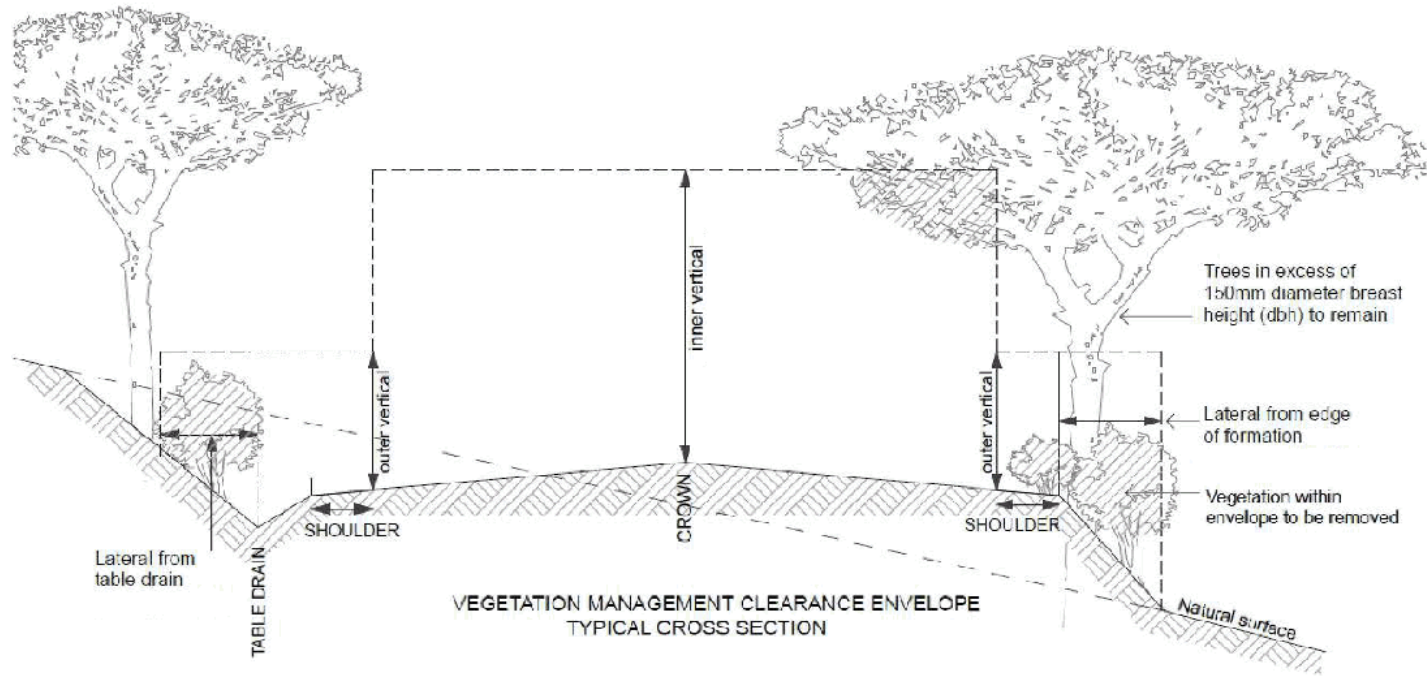 inner vertical
Trees in excess of
150mm diameter breast
height (dbh) to remain
outer vertical
outer vertical
Lateral from edge
of formation
Vegetation within
envelope to be removed
SHOULDER
CROWN
SHOULDER
Lateral from
table drain
TABLE DRAIN
Natural surface
VEGETATION MANAGEMENT CLEARANCE ENVELOPE
TYPICAL CROSS SECTION